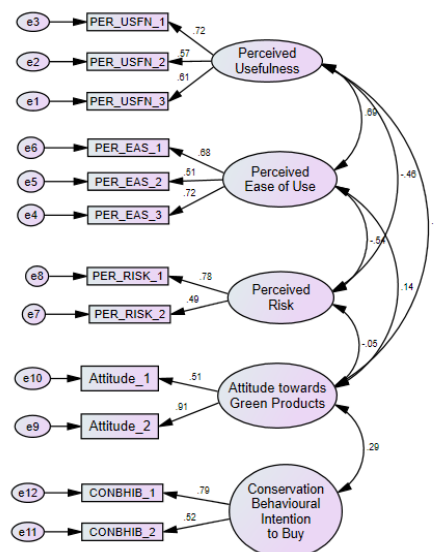 e3
PER_USFN_1
.72
e2
PER_USFN_2
.57
e1
PER_USFN_3
.61
Perceived
Usefulness
.69
e6
PER_EAS_1
.68
e5
PER_EAS_2
.51
e4
PER_EAS_3
.72
Perceived
Ease of Use
-.46
-.54
e8
PER_RISK_1
.78
e7
PER_RISK_2
.49
Perceived
Risk
.14
-.05
e10
Attitude_1
.51
e9
Attitude_2
.91
Attitude towards
Green Products
.29
e12
CONBHIB_1
.79
e11
CONBHIB_2
.52
Conservation
Behavioural
Intention
to Buy